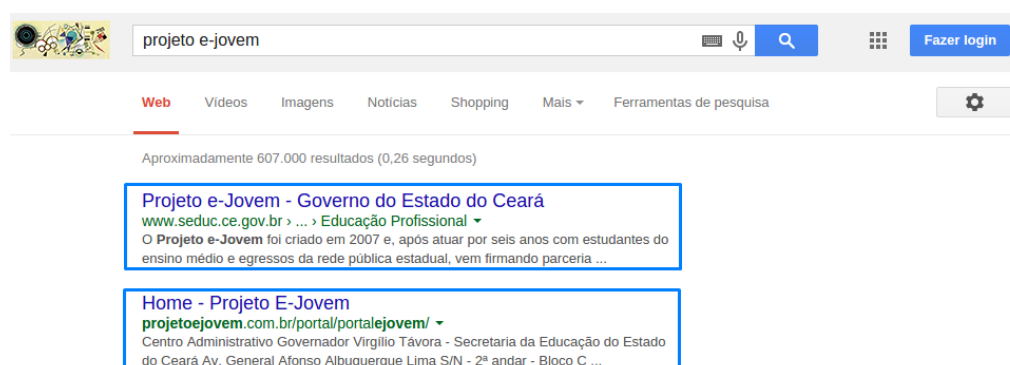 projeto e-jovem
Fazer login
Web Vídeos Imagens Notícias Shopping Mais Ferramentas de pesquisa
Aproximadamente 607.000 resultados (0,26 segundos)
Projeto e-Jovem - Governo do Estado do Ceará
www.seduc.ce.gov.br › ... › Educação Profissional
O Projeto e-Jovem foi criado em 2007 e, após atuar por seis anos com estudantes do
ensino médio e egressos da rede pública estadual, vem firmando parceria ...
Home - Projeto E-Jovem
projetoejovem.com.br/portal/portalejovem/
Centro Administrativo Governador Virgílio Távora - Secretaria da Educação do Estado
do Ceará Av. General Afonso Albuquerque Lima S/N - 2ª andar - Bloco C ...